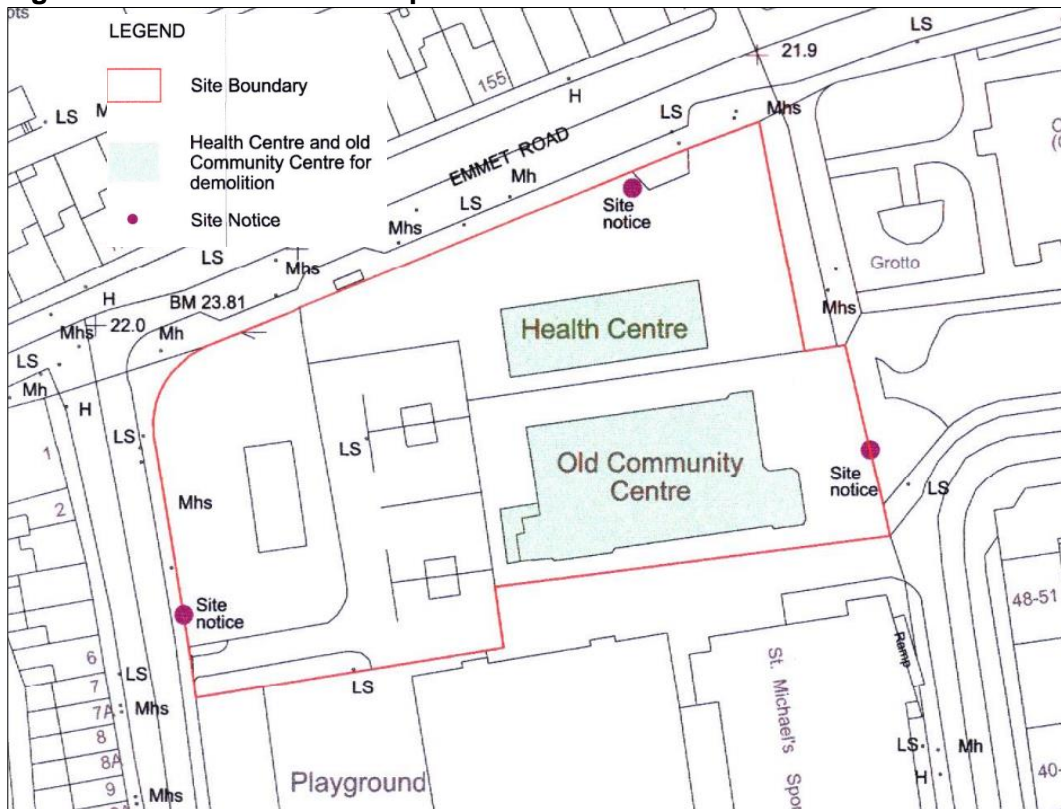 LEGEND
Site Boundary
Health Centre and old
Community Centre for
demolition
Site Notice
LS
155
H
21.9
LS
Mhs
LS
EMMET ROAD
Mh
LS
Site
notice
Mhs
LS
Mhs
Grotto
H
BM 23.81
Mhs
22.0
Mh
Mhs
LS
Mh
H
Health Centre
LS
LS
1
Old Community
Centre
Site
notice
LS
Mhs
2
Site
notice
48-51
6
LS
7
LS
Ramp
7A
Mhs
8
St. Michael's
8A
LS
Mh
H
40-
Playground
9
Mhs